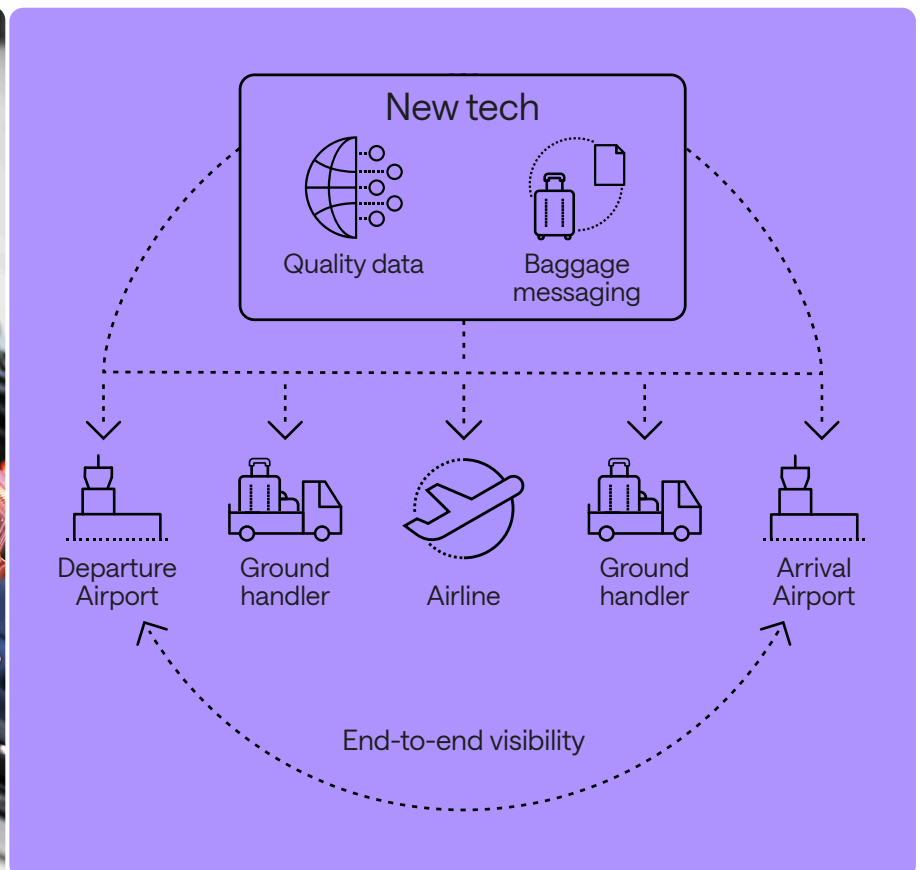 New tech
Quality data
Baggage
messaging
Departure
Airport
Ground
handler
Airline
Ground
handler
Arrival
Airport
End-to-end visibility